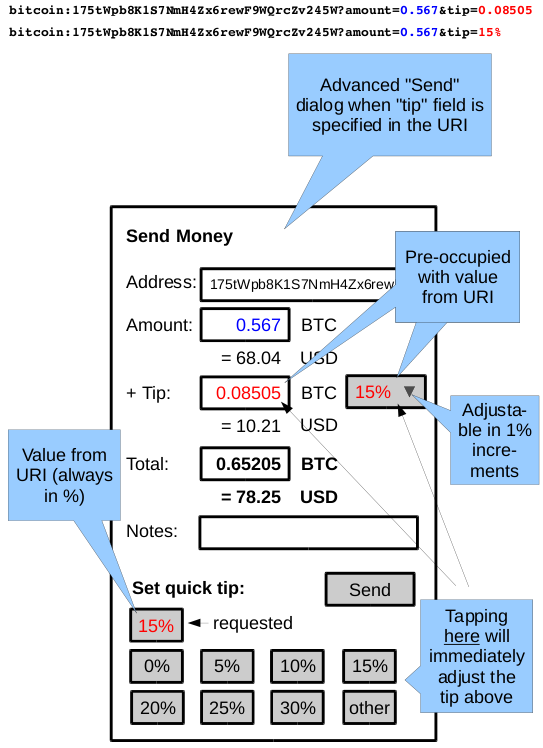 bitcoin:175tWpb8K1S7NmH4Zx6rewF9WQrcZv245W?amount=0.567&tip=0.08505
bitcoin:175tWpb8K1S7NmH4Zx6rewF9WQrcZv245W?amount=0.567&tip=15%
Advanced "Send"
dialog when "tip" field is
specified in the URI
Send Money
Pre-occupied
with value
from URI
Address: 175tWpb8K1S7NmH4Zx6rew
Amount: 0.567 BTC
= 68.04 USD
+ Tip: 0.08505 BTC 15% ▼
= 10.21 USD
Adjusta-
ble in 1%
incre-
ments
Value from
URI (always
in %)
Total: 0.65205 BTC
= 78.25 USD
Notes:
Set quick tip: Send
15% requested
0% 5% 10% 15%
20% 25% 30% other
Tapping
here will
immediately
adjust the
tip above